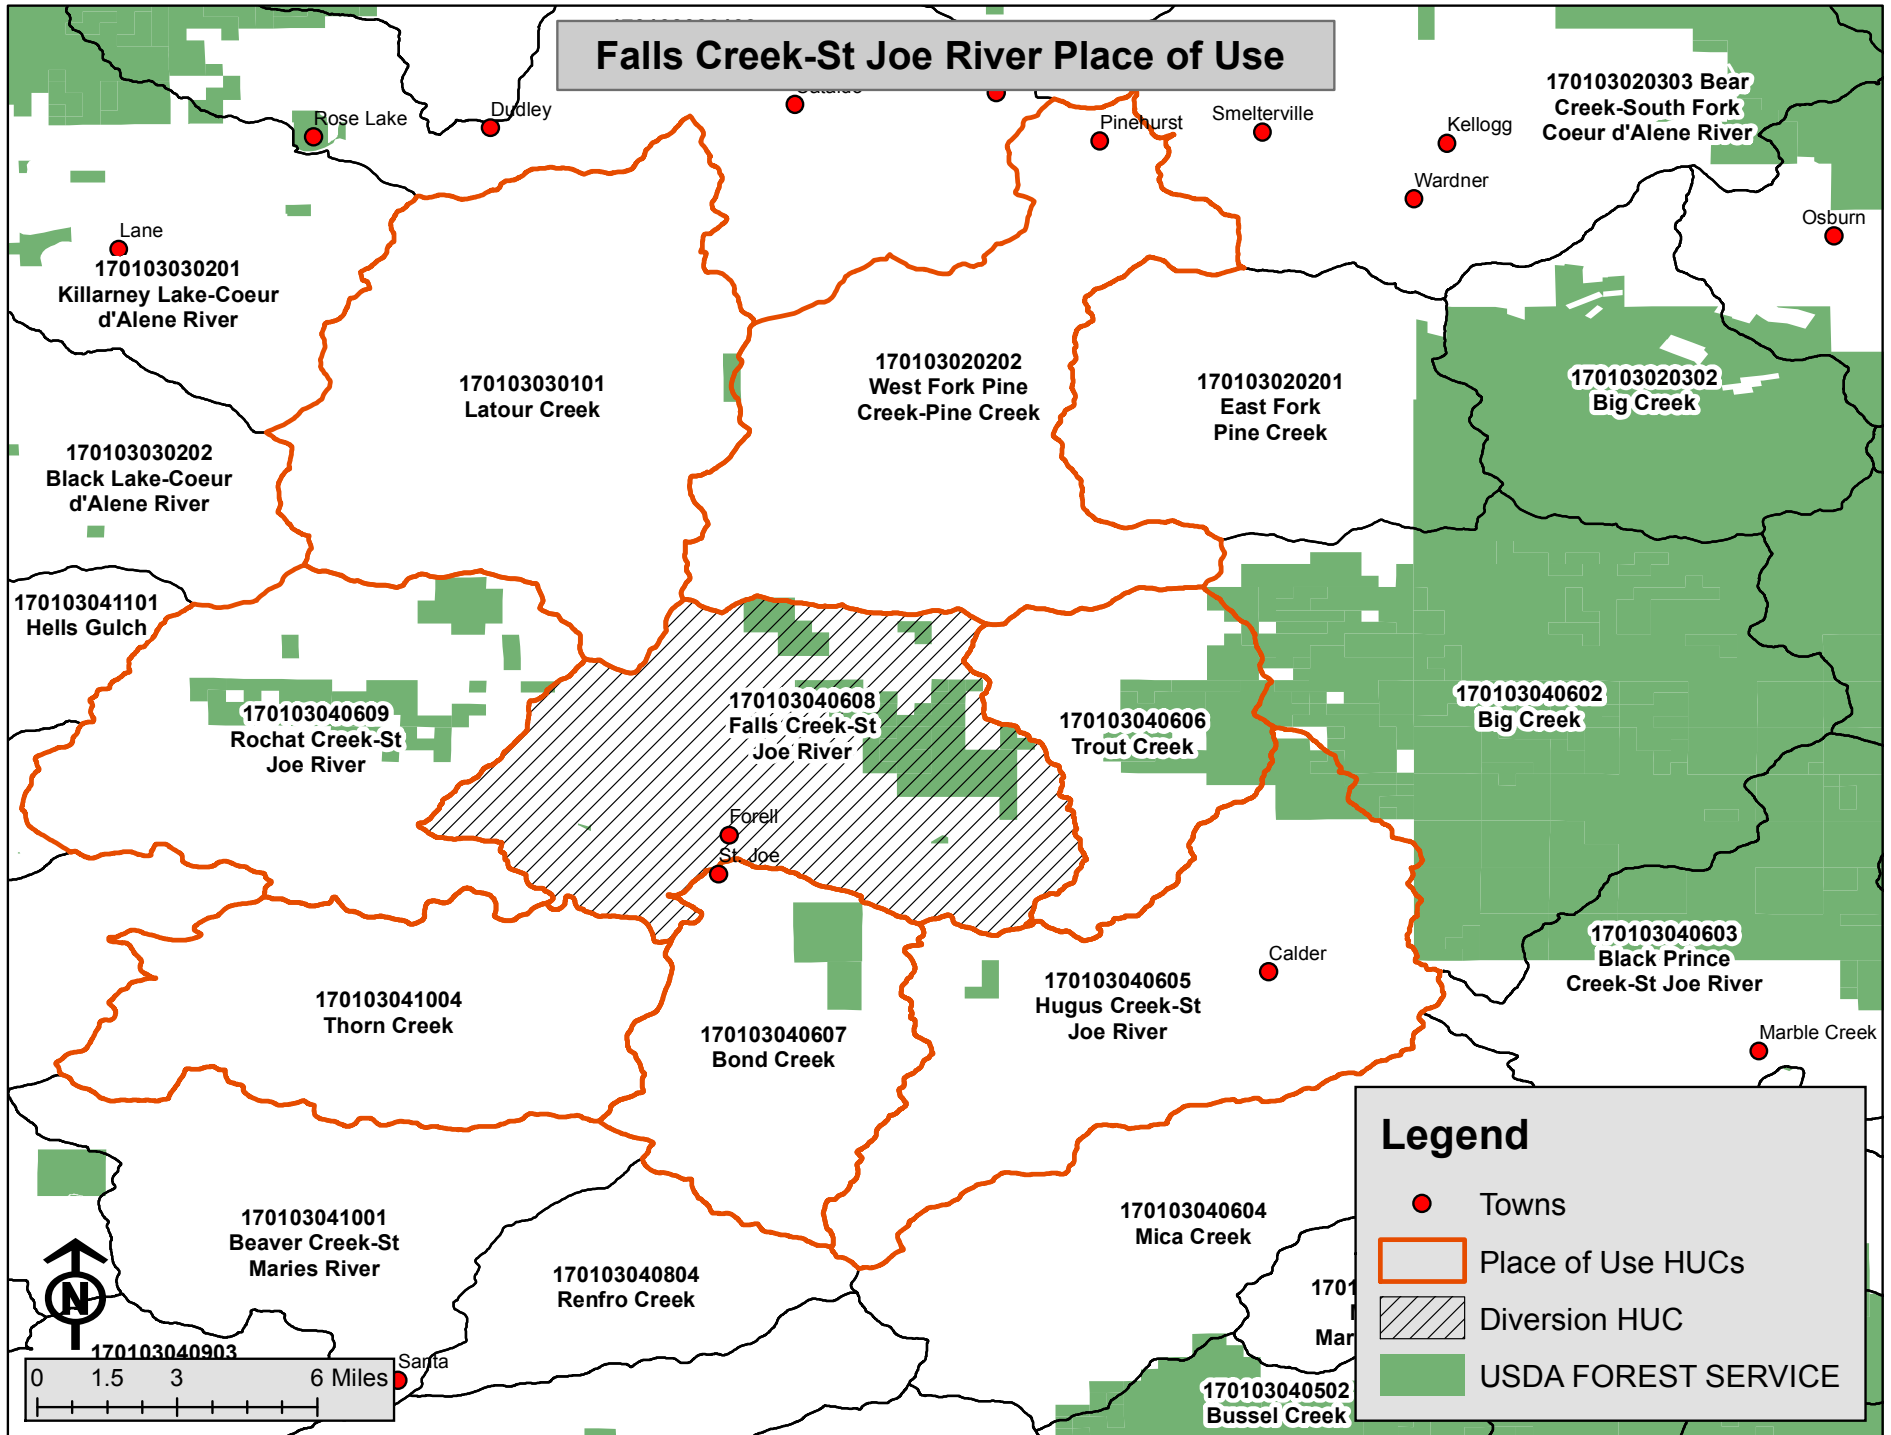 Falls Creek-St Joe River Place of Use
Rose Lake
Dudley
Pinehurst
Smelterville
Kellogg
Wardner
Osburn
Lane
170103020303 Bear
Creek-South Fork
Coeur d'Alene River
170103030201
Killarney Lake-Coeur
d'Alene River
170103030101
Latour Creek
170103020202
West Fork Pine
Creek-Pine Creek
170103020201
East Fork
Pine Creek
170103020302
Big Creek
170103030202
Black Lake-Coeur
d'Alene River
170103041101
Hells Gulch
170103040609
Rochat Creek-St
Joe River
170103040608
Falls Creek-St
Joe River
170103040606
Trout Creek
170103040602
Big Creek
Forell
St. Joe
170103041004
Thorn Creek
170103040607
Bond Creek
170103040605
Hugus Creek-St
Joe River
Calder
170103040603
Black Prince
Creek-St Joe River
Marble Creek
170103041001
Beaver Creek-St
Maries River
170103040804
Renfro Creek
170103040604
Mica Creek
170103040903
Santa
170103040502
Bussel Creek
N
0 1.5 3 6 Miles
Legend
Towns
Place of Use HUCs
Diversion HUC
USDA FOREST SERVICE